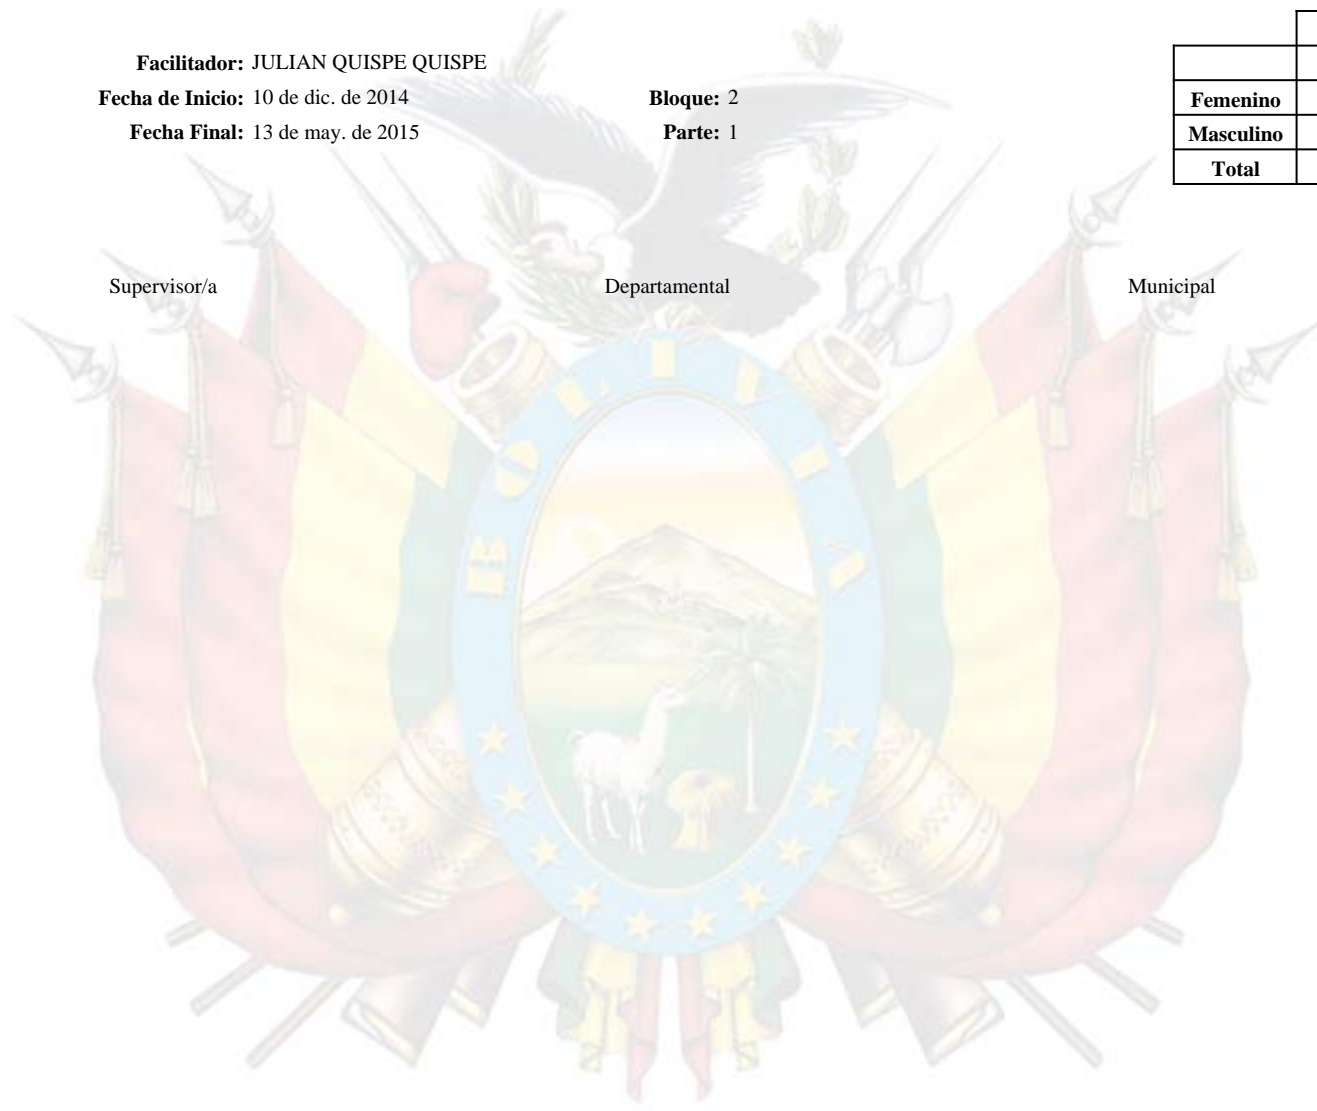 Facilitador: JULIAN QUISPE QUISPE
Fecha de Inicio: 10 de dic. de 2014 Bloque: 2
Fecha Final: 13 de may. de 2015 Parte: 1
Femenino
Masculino
Total
Supervisor/a Departamental Municipal
BOLIVIA